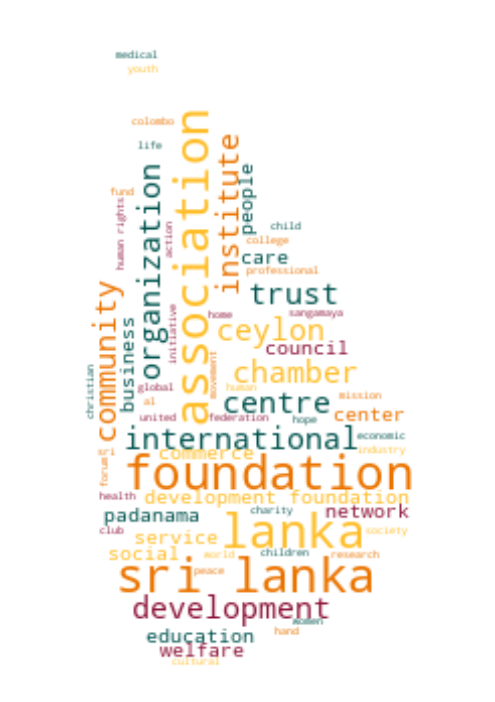 medical
youth
colombo
association
life
institute
organization
people
fund
human rights
action
child
college
care
professional
community
trust
initiative
home
sangamaya
business
ceylon
council
movement
christian
chamber
global
human
al
centre
mission
united
federation
hope
center
international
economic
sri
commerce
industry
forum
foundation
health
development foundation
padanama
charity
network
club
service
lanka
society
social
world
children
research
peace
sri lanka
development
women
education
hand
welfare
cultural